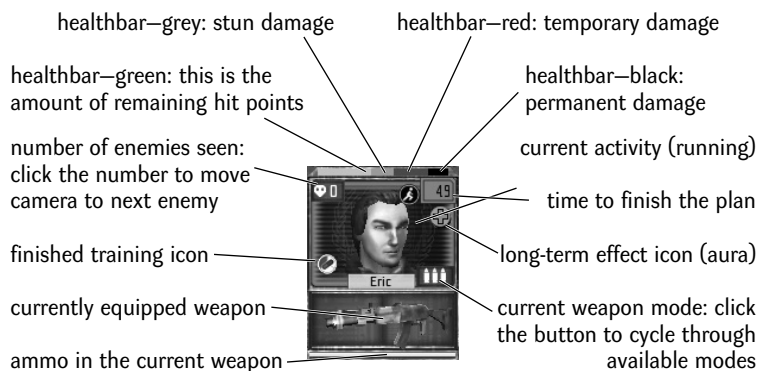 healthbar—grey: stun damage
healthbar—red: temporary damage
healthbar—green: this is the
amount of remaining hit points
healthbar—black:
permanent damage
number of enemies seen:
click the number to move
camera to next enemy
current activity (running)
time to finish the plan
finished training icon
long-term effect icon (aura)
currently equipped weapon
current weapon mode: click
the button to cycle through
available modes
ammo in the current weapon
0
4.9
Eric